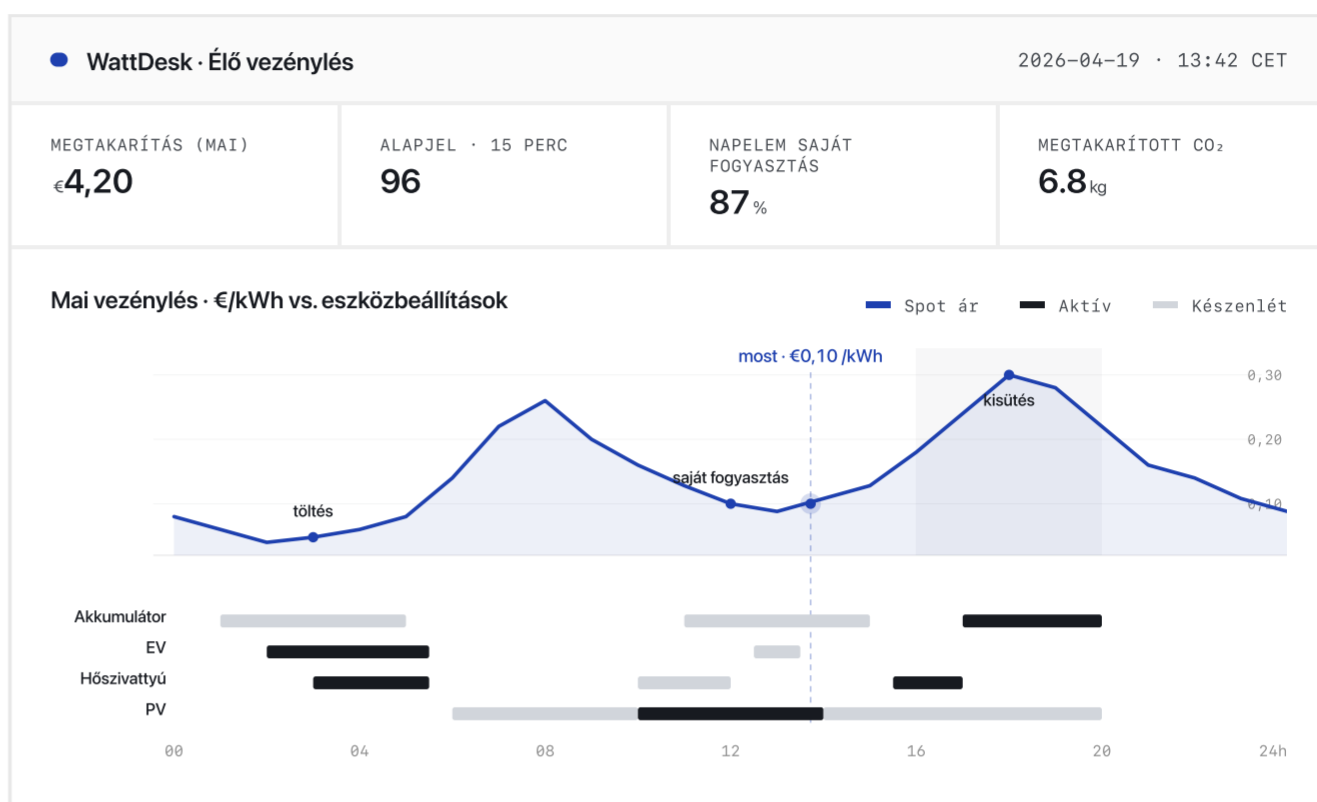 WattDesk · Élő vezénylés
2026-04-19 · 13:42 CET
MEGTAKARÍTÁS (MAI)
€4,20
ALAPJEL · 15 PERC
96
NAPELEM SAJÁT
FOGYASZTÁS
87 %
MEGTAKARÍTOTT CO₂
6.8 kg
Mai vezénylés · €/kWh vs. eszközbeállítások
Spot ár
Aktív
Készenlét
most · €0,10 /kWh
0,30
kisütés
0,20
saját fogyasztás
0,10
töltés
Akkumulátor
EV
Hőszivattyú
PV
00 04 08 12 16 20 24h